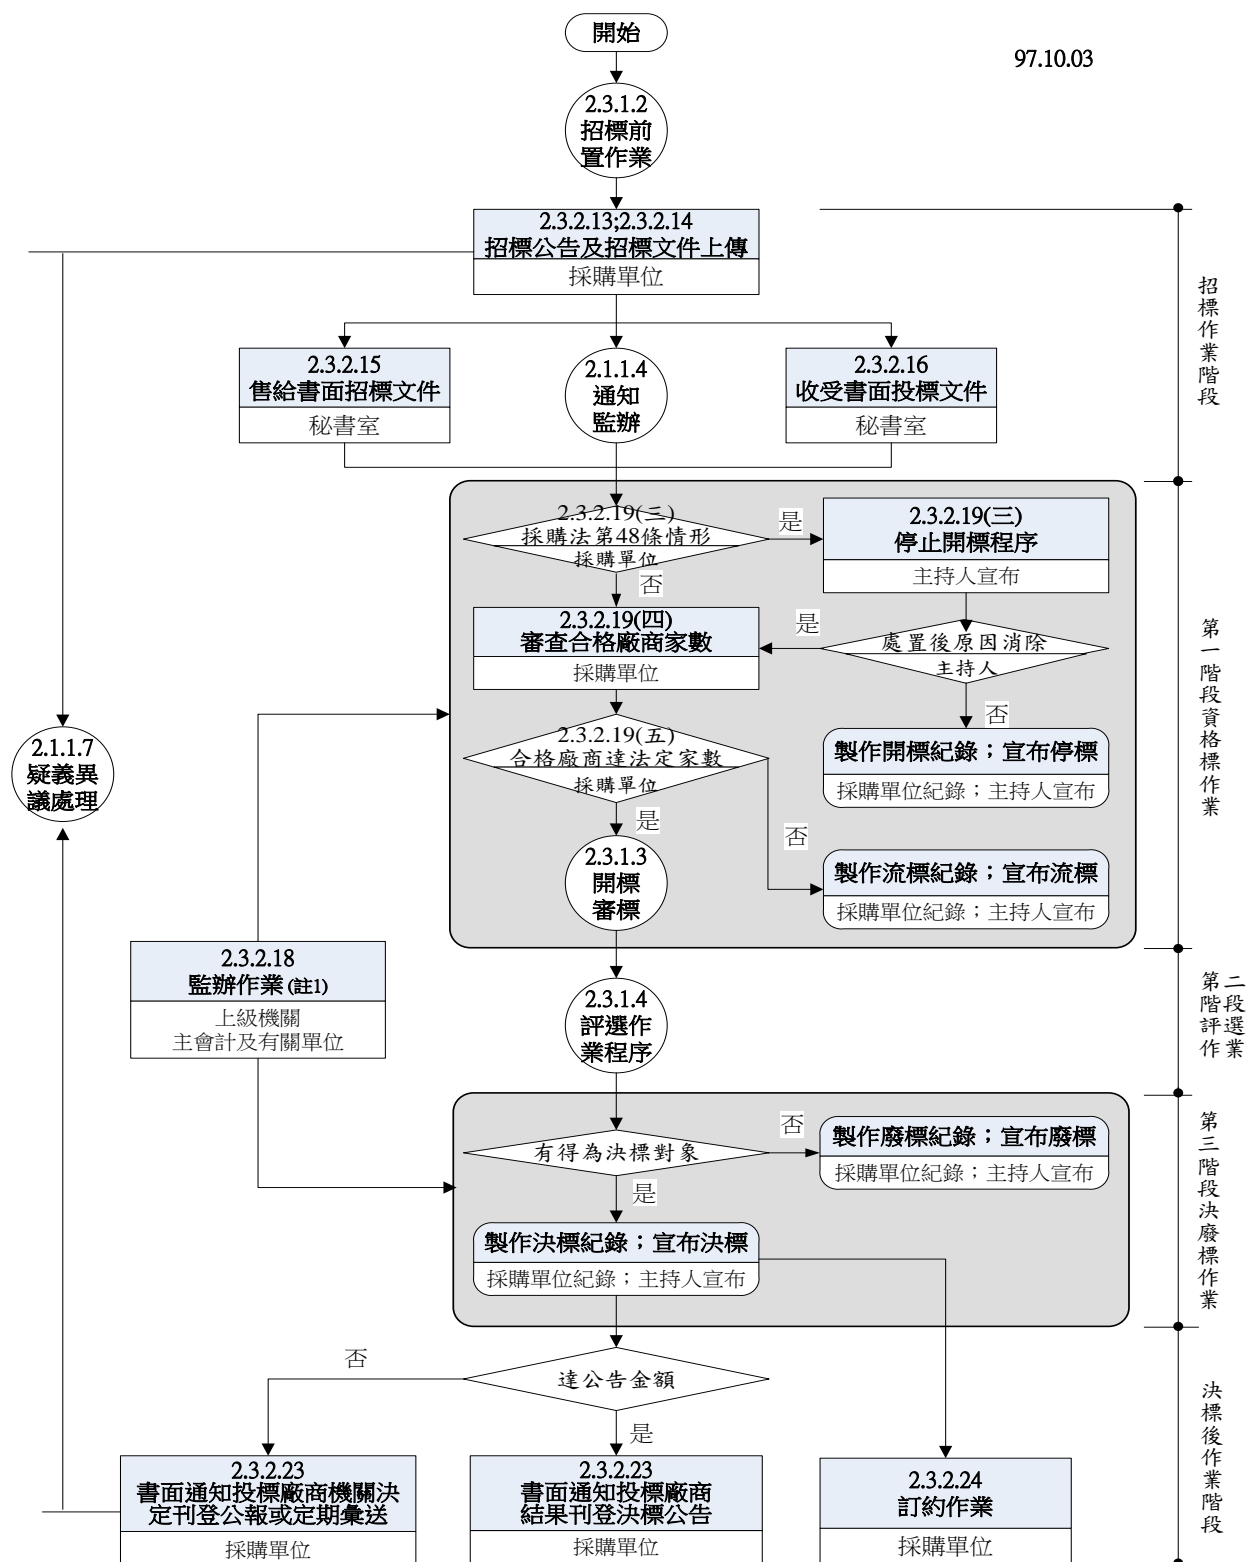 開始
97.10.03
2.3.1.2
招標前
置作業
2.3.2.13;2.3.2.14
招標公告及招標文件上傳
採購單位
招標作業階段
2.3.2.15
售給書面招標文件
秘書室
2.1.1.4
通知
監辦
2.3.2.16
收受書面投標文件
秘書室
2.3.2.19(三)
採購法第48條情形
採購單位
是
否
2.3.2.19(三)
停止開標程序
主持人宣布
2.3.2.19(四)
審查合格廠商家數
採購單位
是
處置後原因消除
主持人
否
第一階段資格標作業
2.3.2.19(五)
合格廠商達法定家數
採購單位
是
否
製作開標紀錄；宣布停標
採購單位紀錄；主持人宣布
2.1.1.7
疑義異
議處理
2.3.1.3
開標
審標
製作流標紀錄；宣布流標
採購單位紀錄；主持人宣布
2.3.2.18
監辦作業(註1)
上級機關
主會計及有關單位
2.3.1.4
評選作
業程序
第二階段評選作業
有得為決標對象
否
是
製作廢標紀錄；宣布廢標
採購單位紀錄；主持人宣布
製作決標紀錄；宣布決標
採購單位紀錄；主持人宣布
第三階段決廢標作業
達公告金額
否
是
2.3.2.23
書面通知投標廠商機關決
定刊登公報或定期彙送
採購單位
2.3.2.23
書面通知投標廠商
結果刊登決標公告
採購單位
2.3.2.24
訂約作業
採購單位
決標後作業階段